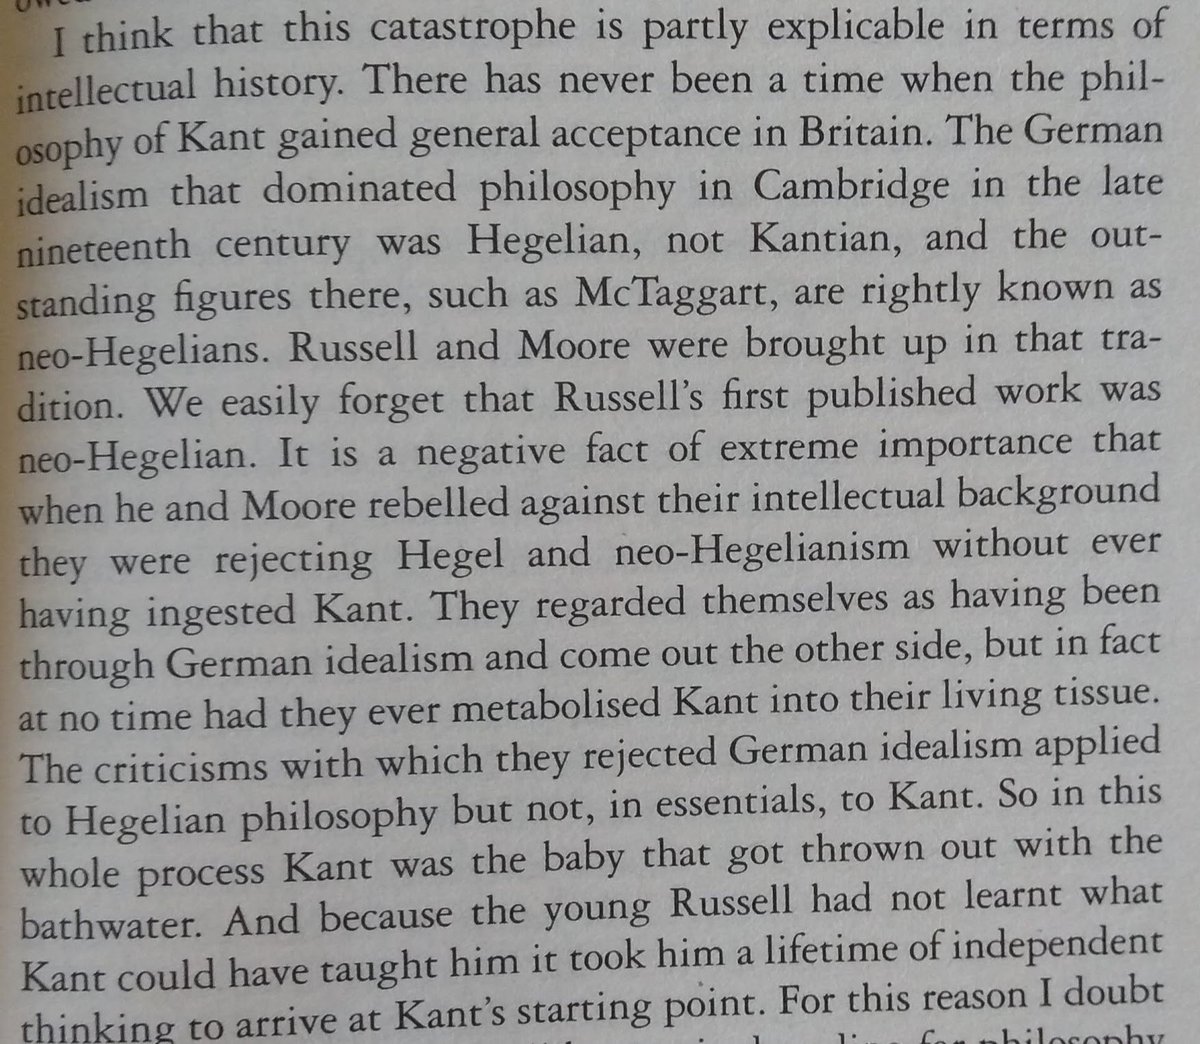 I think that this catastrophe is partly explicable in terms of
intellectual history. There has never been a time when the phil-
osophy of Kant gained general acceptance in Britain. The German
idealism that dominated philosophy in Cambridge in the late
nineteenth century was Hegelian, not Kantian, and the out-
standing figures there, such as McTaggart, are rightly known as
neo-Hegelians. Russell and Moore were brought up in that tra-
dition. We easily forget that Russell's first published work was
neo-Hegelian. It is a negative fact of extreme importance that
when he and Moore rebelled against their intellectual background
they were rejecting Hegel and neo-Hegelianism without ever
having ingested Kant. They regarded themselves as having been
through German idealism and come out the other side, but in fact
at no time had they ever metabolised Kant into their living tissue.
The criticisms with which they rejected German idealism applied
to Hegelian philosophy but not, in essentials, to Kant. So in this
whole process Kant was the baby that got thrown out with the
bathwater. And because the young Russell had not learnt what
Kant could have taught him it took him a lifetime of independent
thinking to arrive at Kant's starting point. For this reason I doubt
for philosophy